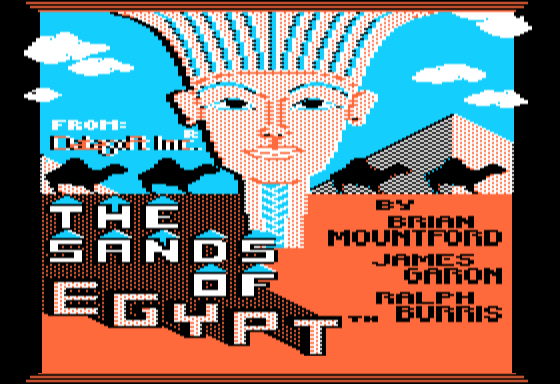 FROM:
Datasoft Inc.®
THE
SANDS
OF
EGYPT™
BY
BRIAN
MOUNTFORD
JAMES
GARON
RALPH
BURRIS